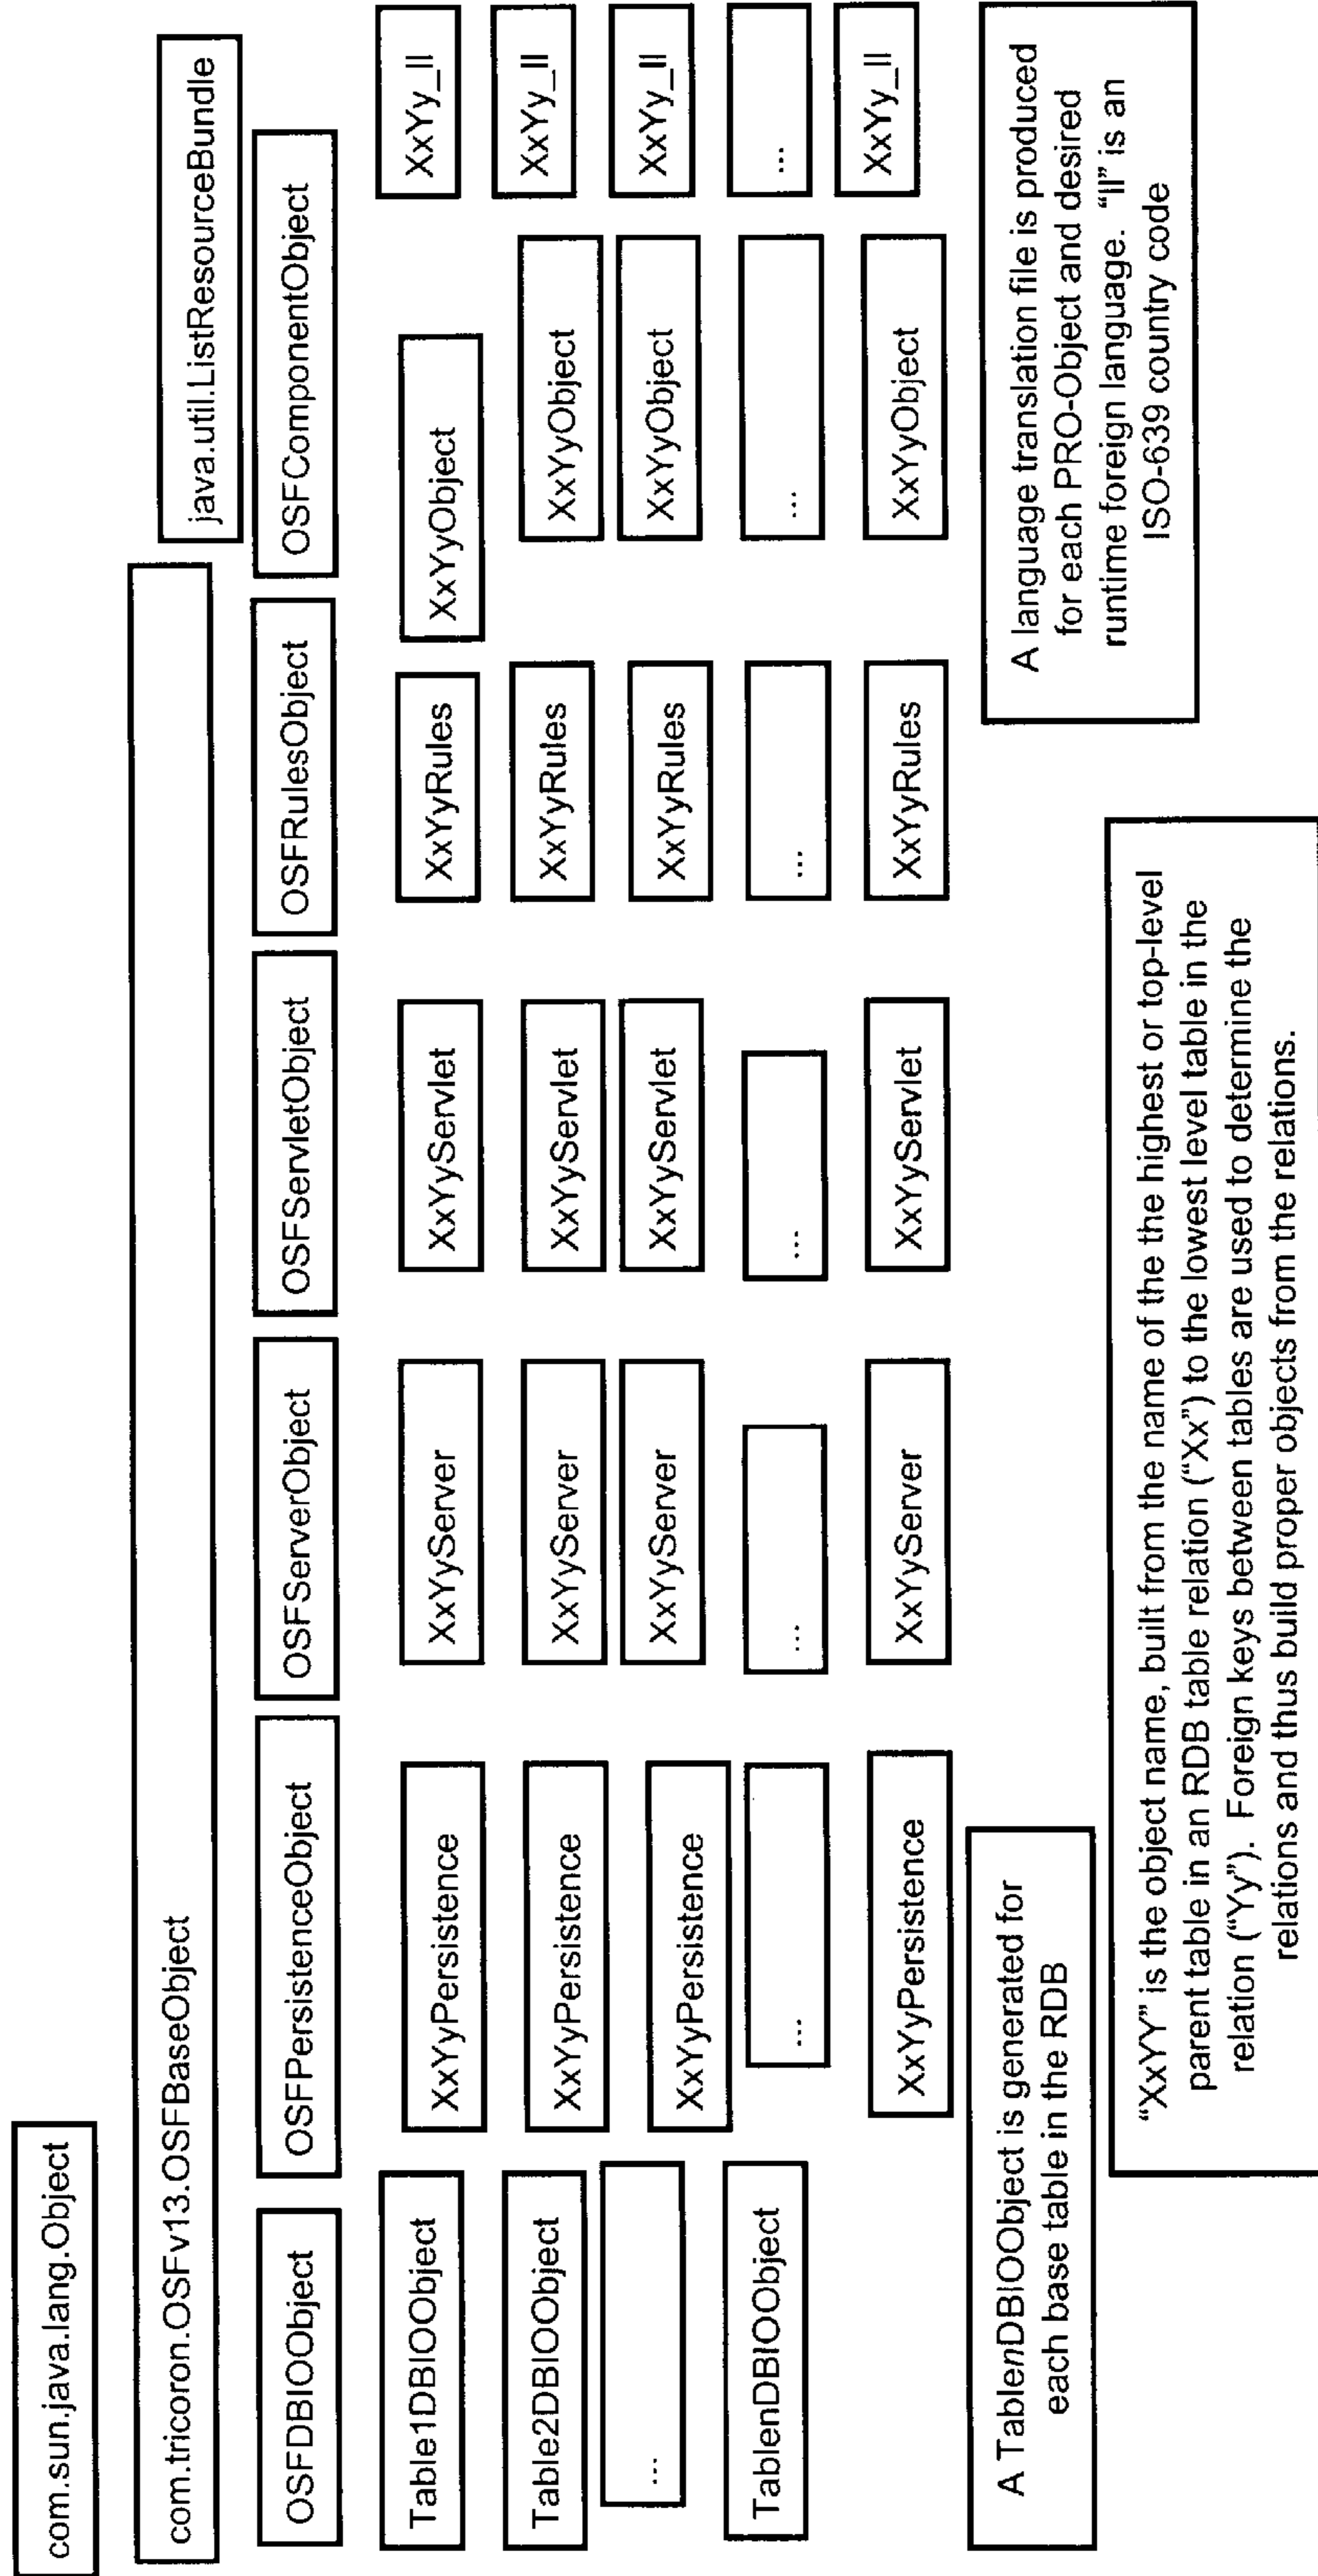 com.sun.java.lang.Object
com.tricoron.OSFv13.OSFBaseObject
java.util.ListResourceBundle
OSFDBIOObject
OSFPersistenceObject
OSFServerObject
OSFServletObject
OSFRulesObject
OSFComponentObject
Table1DBIOObject
XxYyPersistence
XxYyServer
XxYyServlet
XxYyRules
XxYyObject
XxYy_ll
Table2DBIOObject
XxYyPersistence
XxYyServer
XxYyServlet
XxYyRules
XxYyObject
XxYy_ll
...
XxYyPersistence
XxYyServer
XxYyServlet
XxYyRules
XxYyObject
XxYy_ll
TablenDBIOObject
...
...
...
...
...
...
XxYyPersistence
XxYyServer
XxYyServlet
XxYyRules
XxYyObject
XxYy_ll
A TablenDBIOObject is generated for
each base table in the RDB
A language translation file is produced
for each PRO-Object and desired
runtime foreign language. “ll” is an
ISO-639 country code
“XxYY” is the object name, built from the name of the the highest or top-level
parent table in an RDB table relation (“Xx”) to the lowest level table in the
relation (“Yy”). Foreign keys between tables are used to determine the
relations and thus build proper objects from the relations.